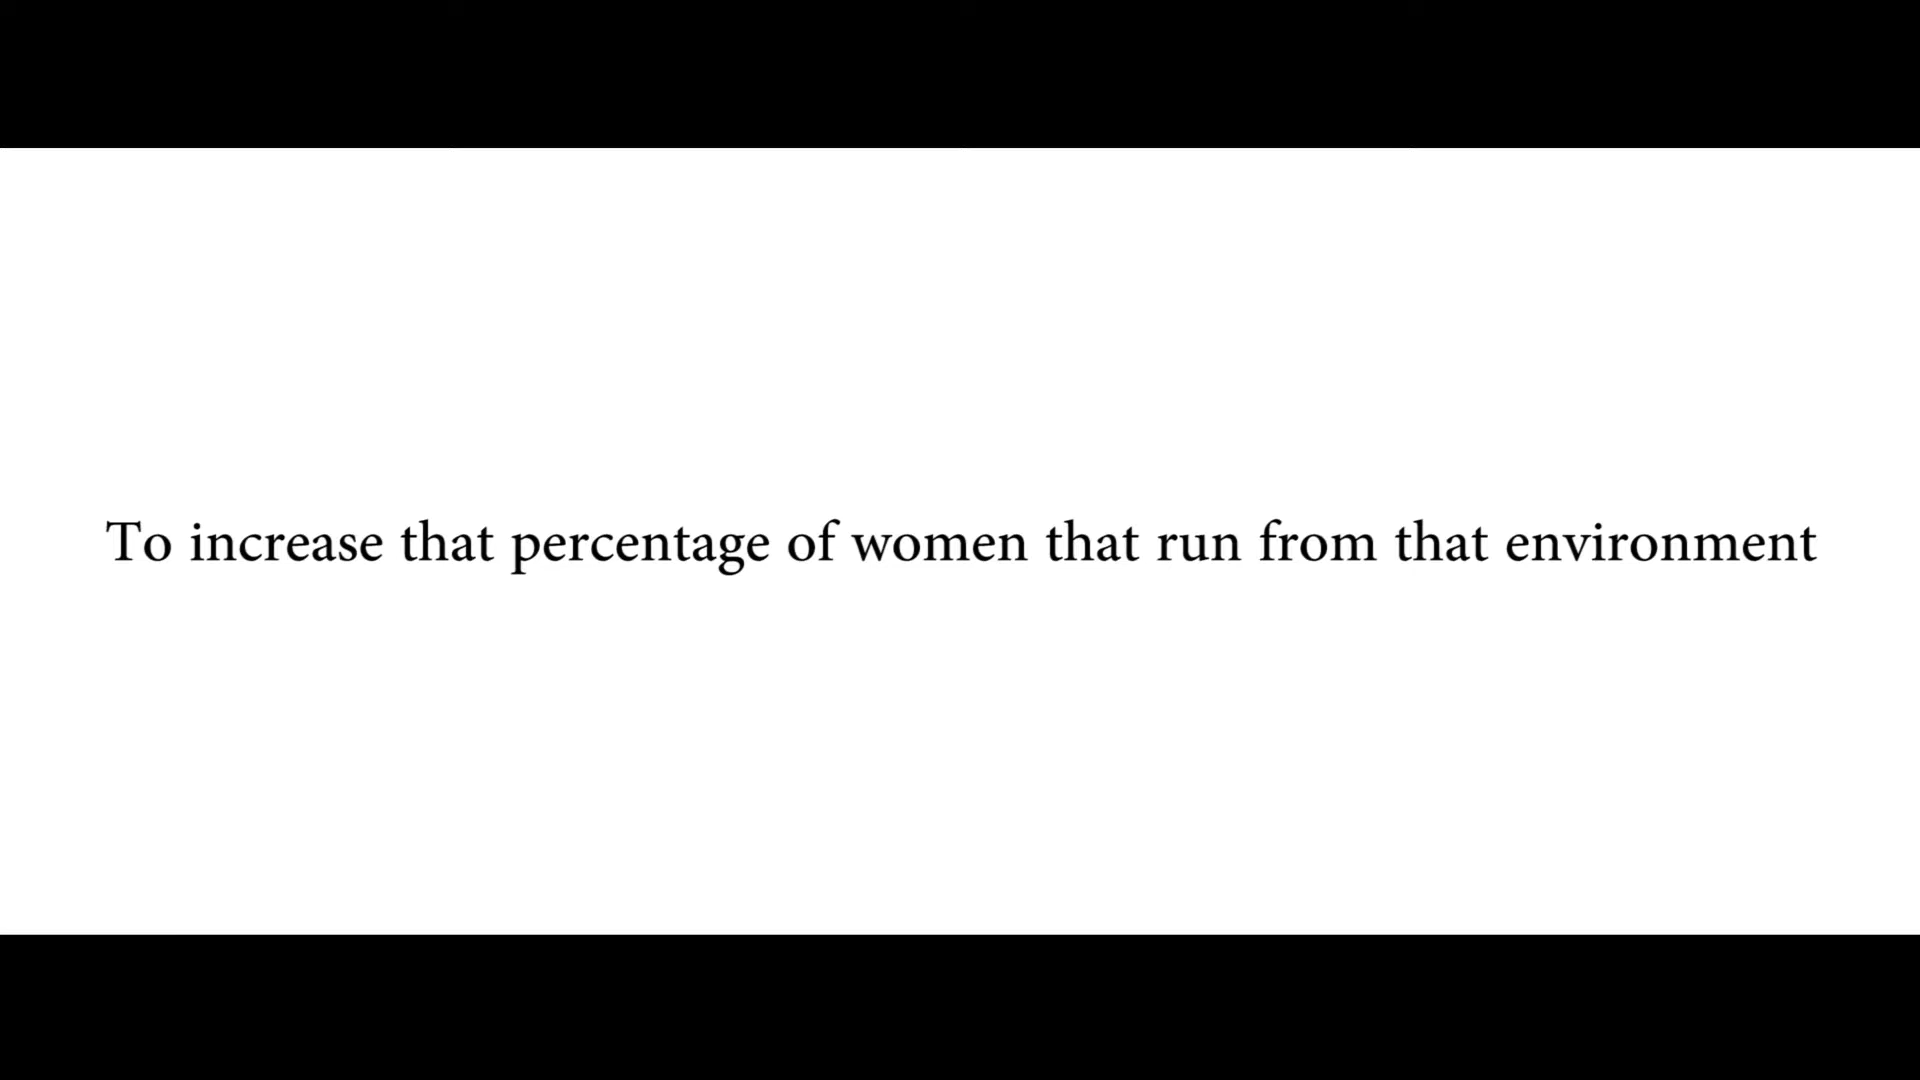 To increase that percentage of women that run from that environment